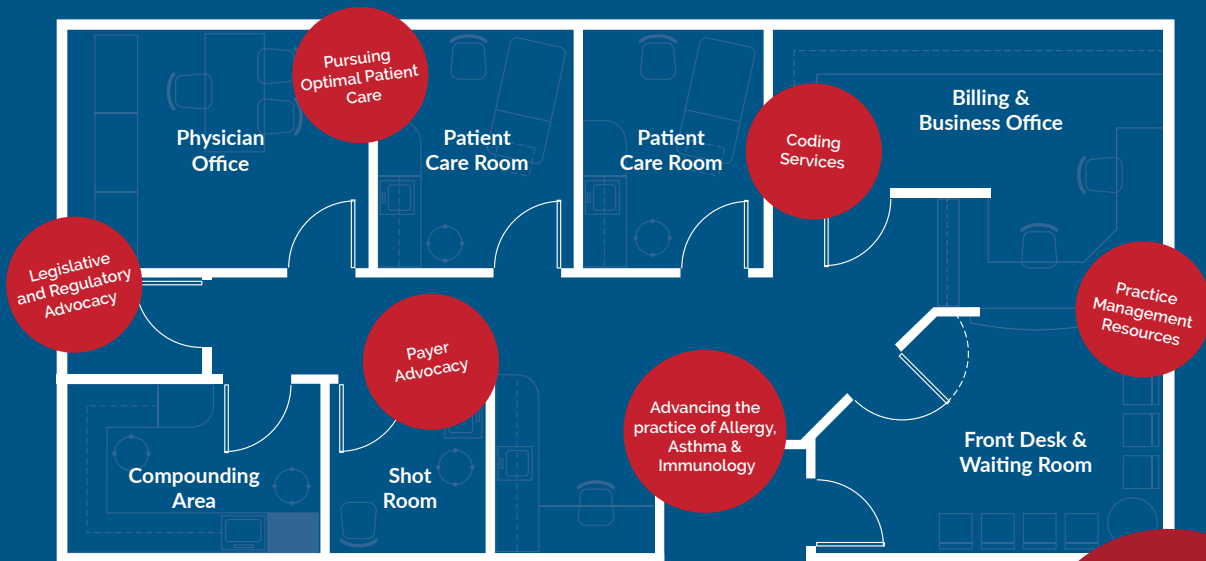 Pursuing
Optimal Patient
Care
Physician
Office
Patient
Care Room
Patient
Care Room
Coding
Services
Billing &
Business Office
Legislative
and Regulatory
Advocacy
Payer
Advocacy
Practice
Management
Resources
Advancing the
practice of Allergy,
Asthma &
Immunology
Front Desk &
Waiting Room
Compounding
Area
Shot
Room